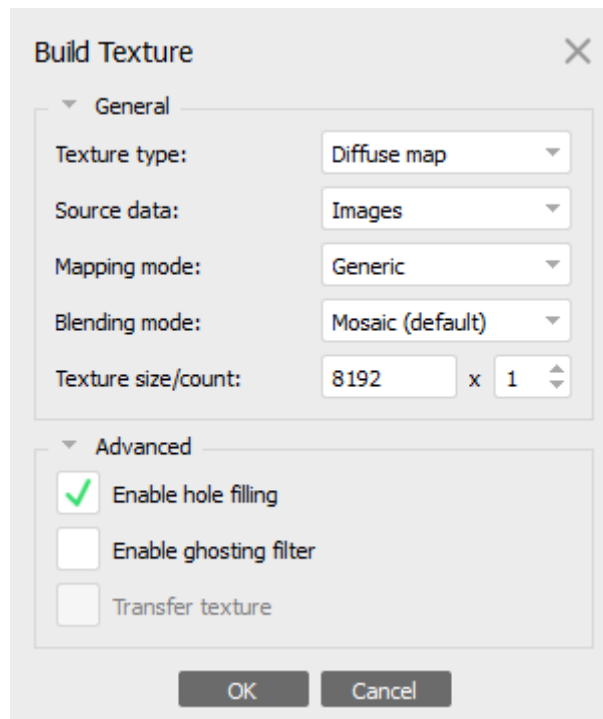 Build Texture
General
Texture type: Diffuse map
Source data: Images
Mapping mode: Generic
Blending mode: Mosaic (default)
Texture size/count: 8192 x 1
Advanced
Enable hole filling
Enable ghosting filter
Transfer texture
OK Cancel